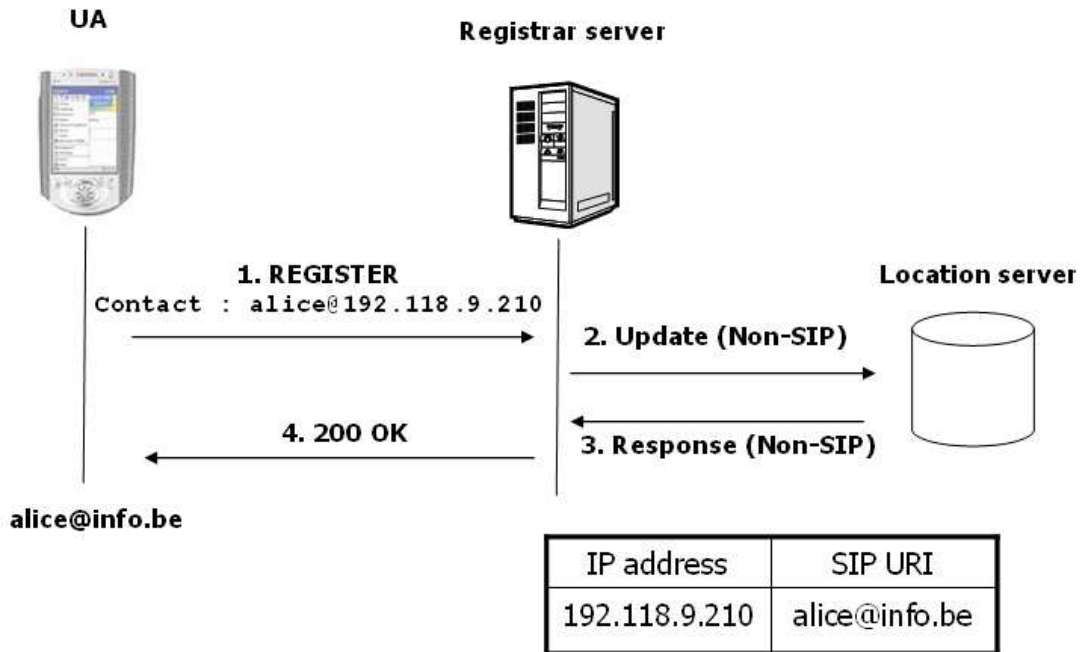 UA
Registrar server
1. REGISTER
Contact : alice@192.118.9.210
Location server
2. Update (Non-SIP)
3. Response (Non-SIP)
4. 200 OK
alice@info.be
IP address SIP URI
192.118.9.210 alice@info.be